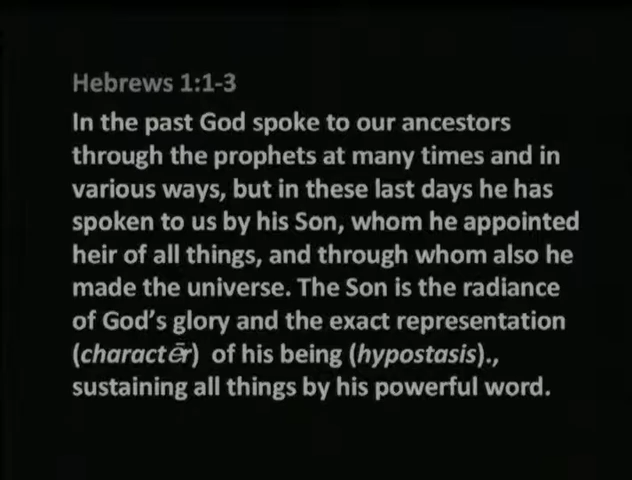 Hebrews 1:1-3
In the past God spoke to our ancestors
through the prophets at many times and in
various ways, but in these last days he has
spoken to us by his Son, whom he appointed
heir of all things, and through whom also he
made the universe. The Son is the radiance
of God's glory and the exact representation
(charactēr) of his being (hypostasis).,
sustaining all things by his powerful word.